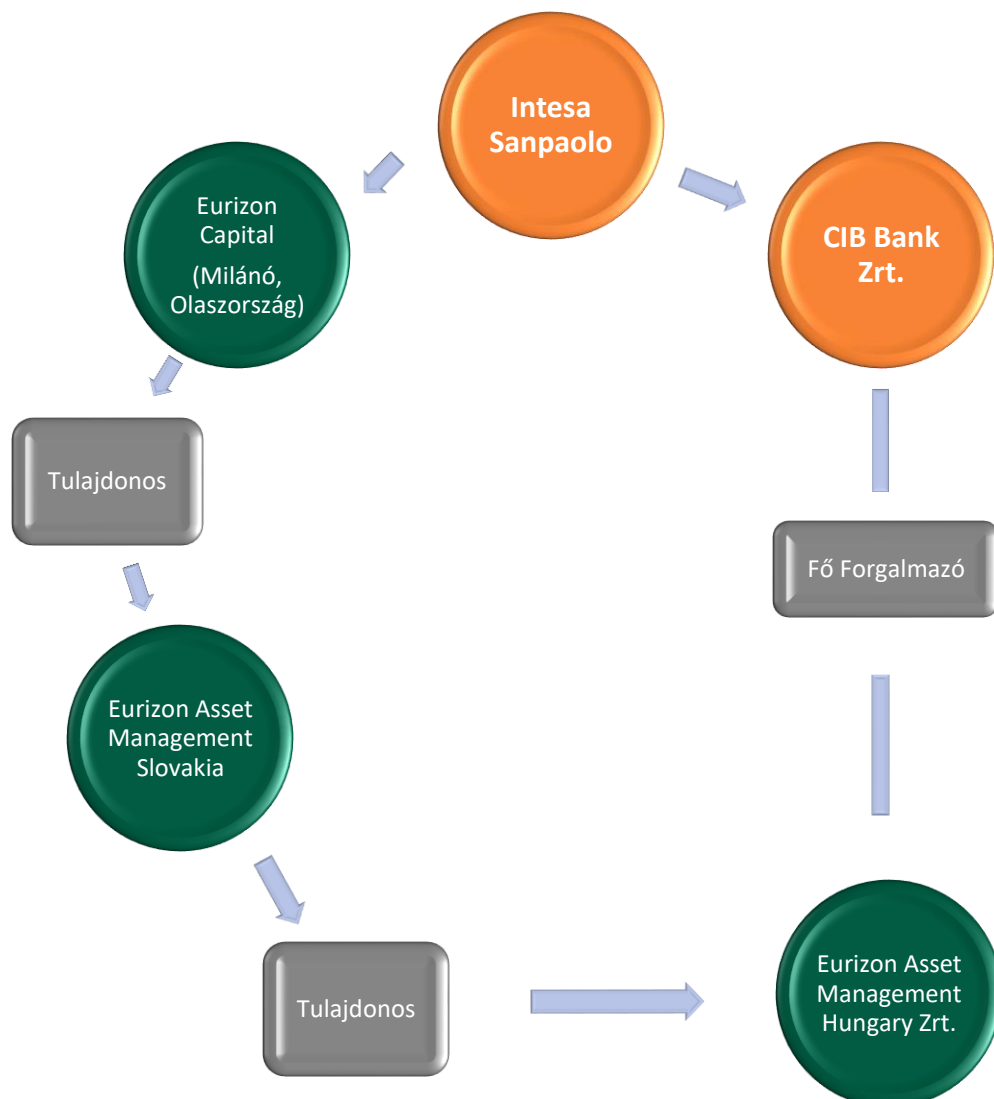 Intesa
Sanpaolo
Eurizon
Capital
(Milánó,
Olaszország)
CIB Bank
Zrt.
Tulajdonos
Fő Forgalmazó
Eurizon Asset
Management
Slovakia
Tulajdonos
Eurizon Asset
Management
Hungary Zrt.